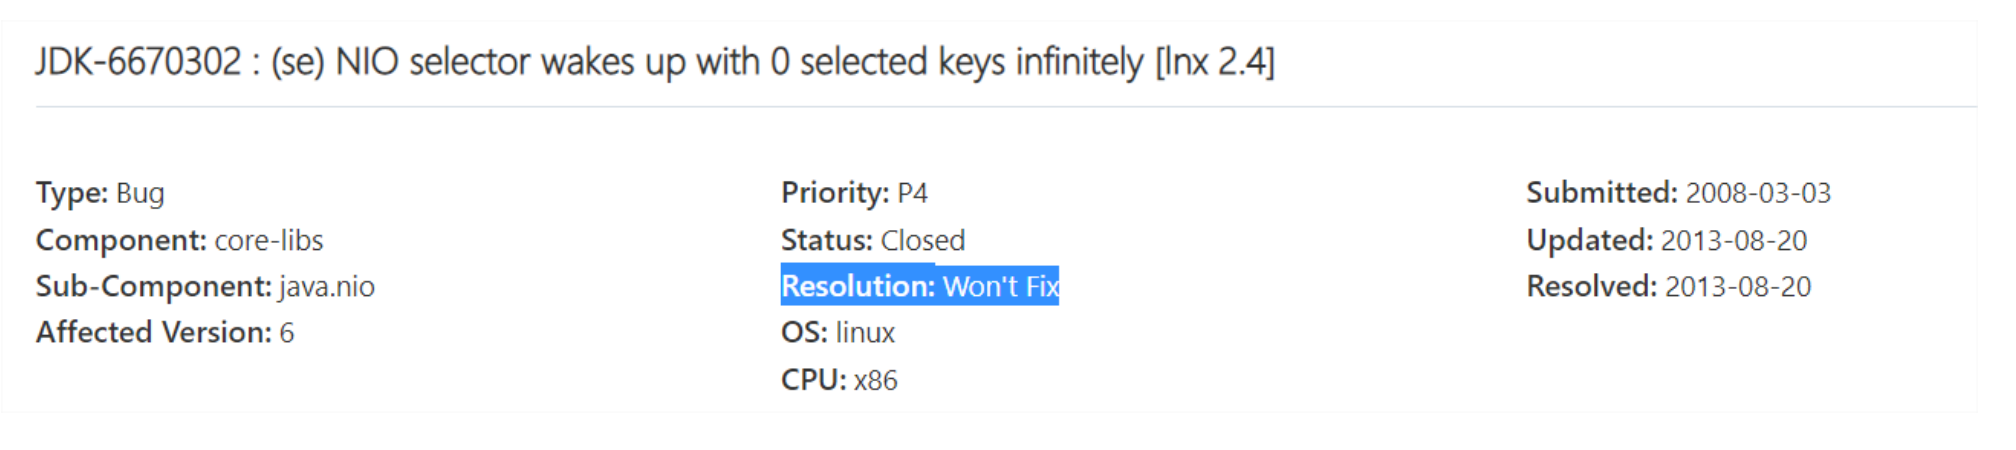 JDK-6670302 : (se) NIO selector wakes up with 0 selected keys infinitely [lnx 2.4]
Type: Bug
Component: core-libs
Sub-Component: java.nio
Affected Version: 6
Priority: P4
Status: Closed
Resolution: Won't Fix
OS: linux
CPU: x86
Submitted: 2008-03-03
Updated: 2013-08-20
Resolved: 2013-08-20